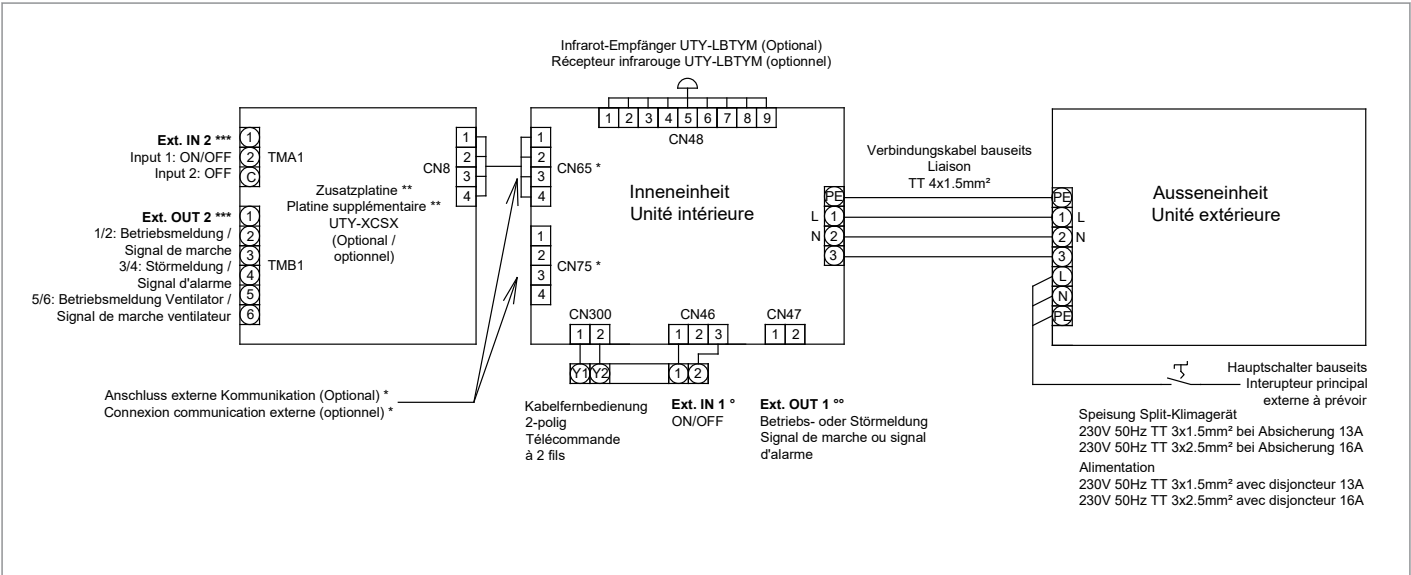 Infrarot-Empfänger UTY-LBTYM (Optional)
Récepteur infrarouge UTY-LBTYM (optionnel)
1 2 3 4 5 6 7 8 9
CN48
Ext. IN 2 ***
Input 1: ON/OFF
Input 2: OFF
1
2
C
TMA1
Ext. OUT 2 ***
1/2: Betriebsmeldung /
Signal de marche
3/4: Störmeldung /
Signal d'alarme
5/6: Betriebsmeldung Ventilator /
Signal de marche ventilateur
1
2
3
4
5
6
TMB1
Zusatzplatine **
Platine supplémentaire **
UTY-XCSX
(Optional /
optionnel)
CN8
1
2
3
4
1
2
3
4
CN65 *
1
2
3
4
CN75 *
Inneneinheit
Unité intérieure
PE
L 1
N 2
3
Verbindungskabel bauseits
Liaison
TT 4x1.5mm²
PE
1 L
2 N
3
L
N
PE
Ausseneinheit
Unité extérieure
CN300
1 2
CN46
1 2 3
CN47
1 2
Y1 Y2
1 2
Anschluss externe Kommunikation (Optional) *
Connexion communication externe (optionnel) *
Kabelfernbedienung
2-polig
Télécommande
à 2 fils
Ext. IN 1 °
ON/OFF
Ext. OUT 1 °°
Betriebs- oder Störmeldung
Signal de marche ou signal
d'alarme
Hauptschalter bauseits
Interupteur principal
externe à prévoir
Speisung Split-Klimagerät
230V 50Hz TT 3x1.5mm² bei Absicherung 13A
230V 50Hz TT 3x2.5mm² bei Absicherung 16A
Alimentation
230V 50Hz TT 3x1.5mm² avec disjoncteur 13A
230V 50Hz TT 3x2.5mm² avec disjoncteur 16A